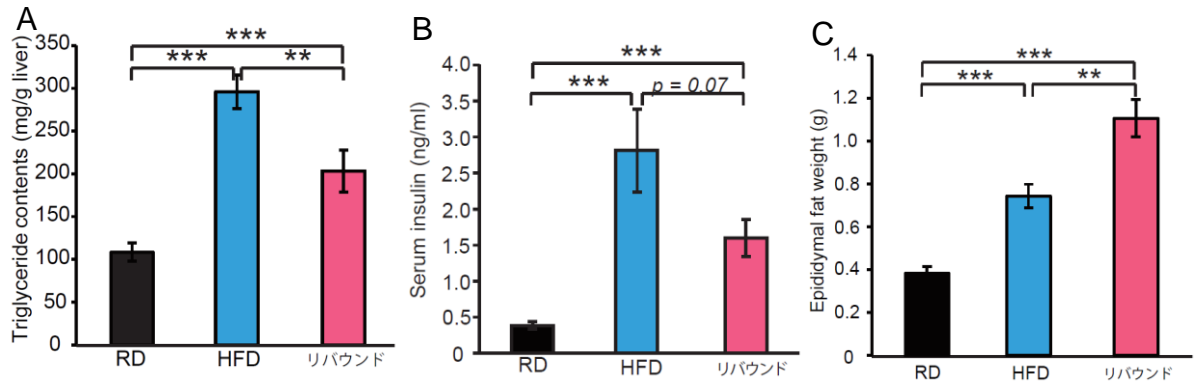 A
Triglyceride contents (mg/g liver)
350
300
250
200
150
100
50
0
***
***
**
RD
HFD
リバウンド
B
Serum insulin (ng/ml)
4.0
3.5
3.0
2.5
2.0
1.5
1.0
0.5
0
***
***
p = 0.07
RD
HFD
リバウンド
C
Epididymal fat weight (g)
1.4
1.2
1.0
0.8
0.6
0.4
0.2
0
***
***
**
RD
HFD
リバウンド